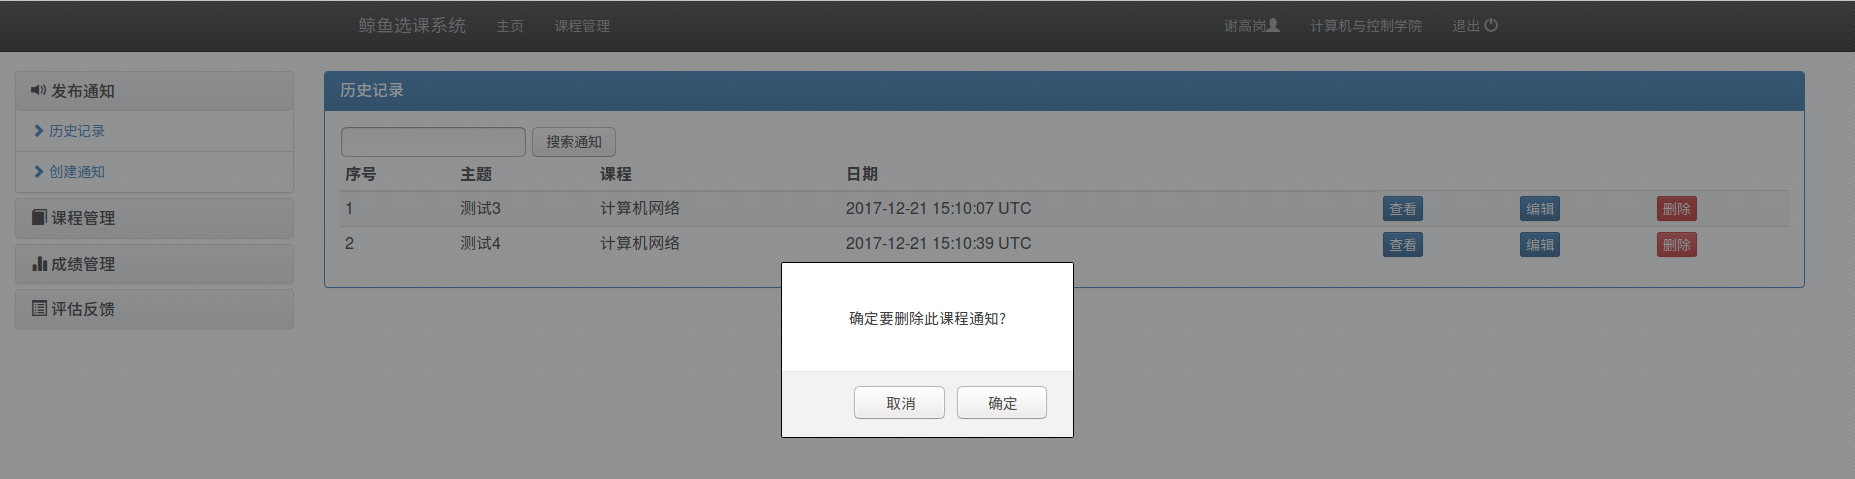 鲸鱼选课系统 主页 课程管理 谢高岗 计算机与控制学院 退出
发布通知
历史记录
创建通知
课程管理
成绩管理
评估反馈
历史记录
搜索通知
序号 主题 课程 日期
1 测试3 计算机网络 2017-12-21 15:10:07 UTC 查看 编辑 删除
2 测试4 计算机网络 2017-12-21 15:10:39 UTC 查看 编辑 删除
确定要删除此课程通知?
取消 确定